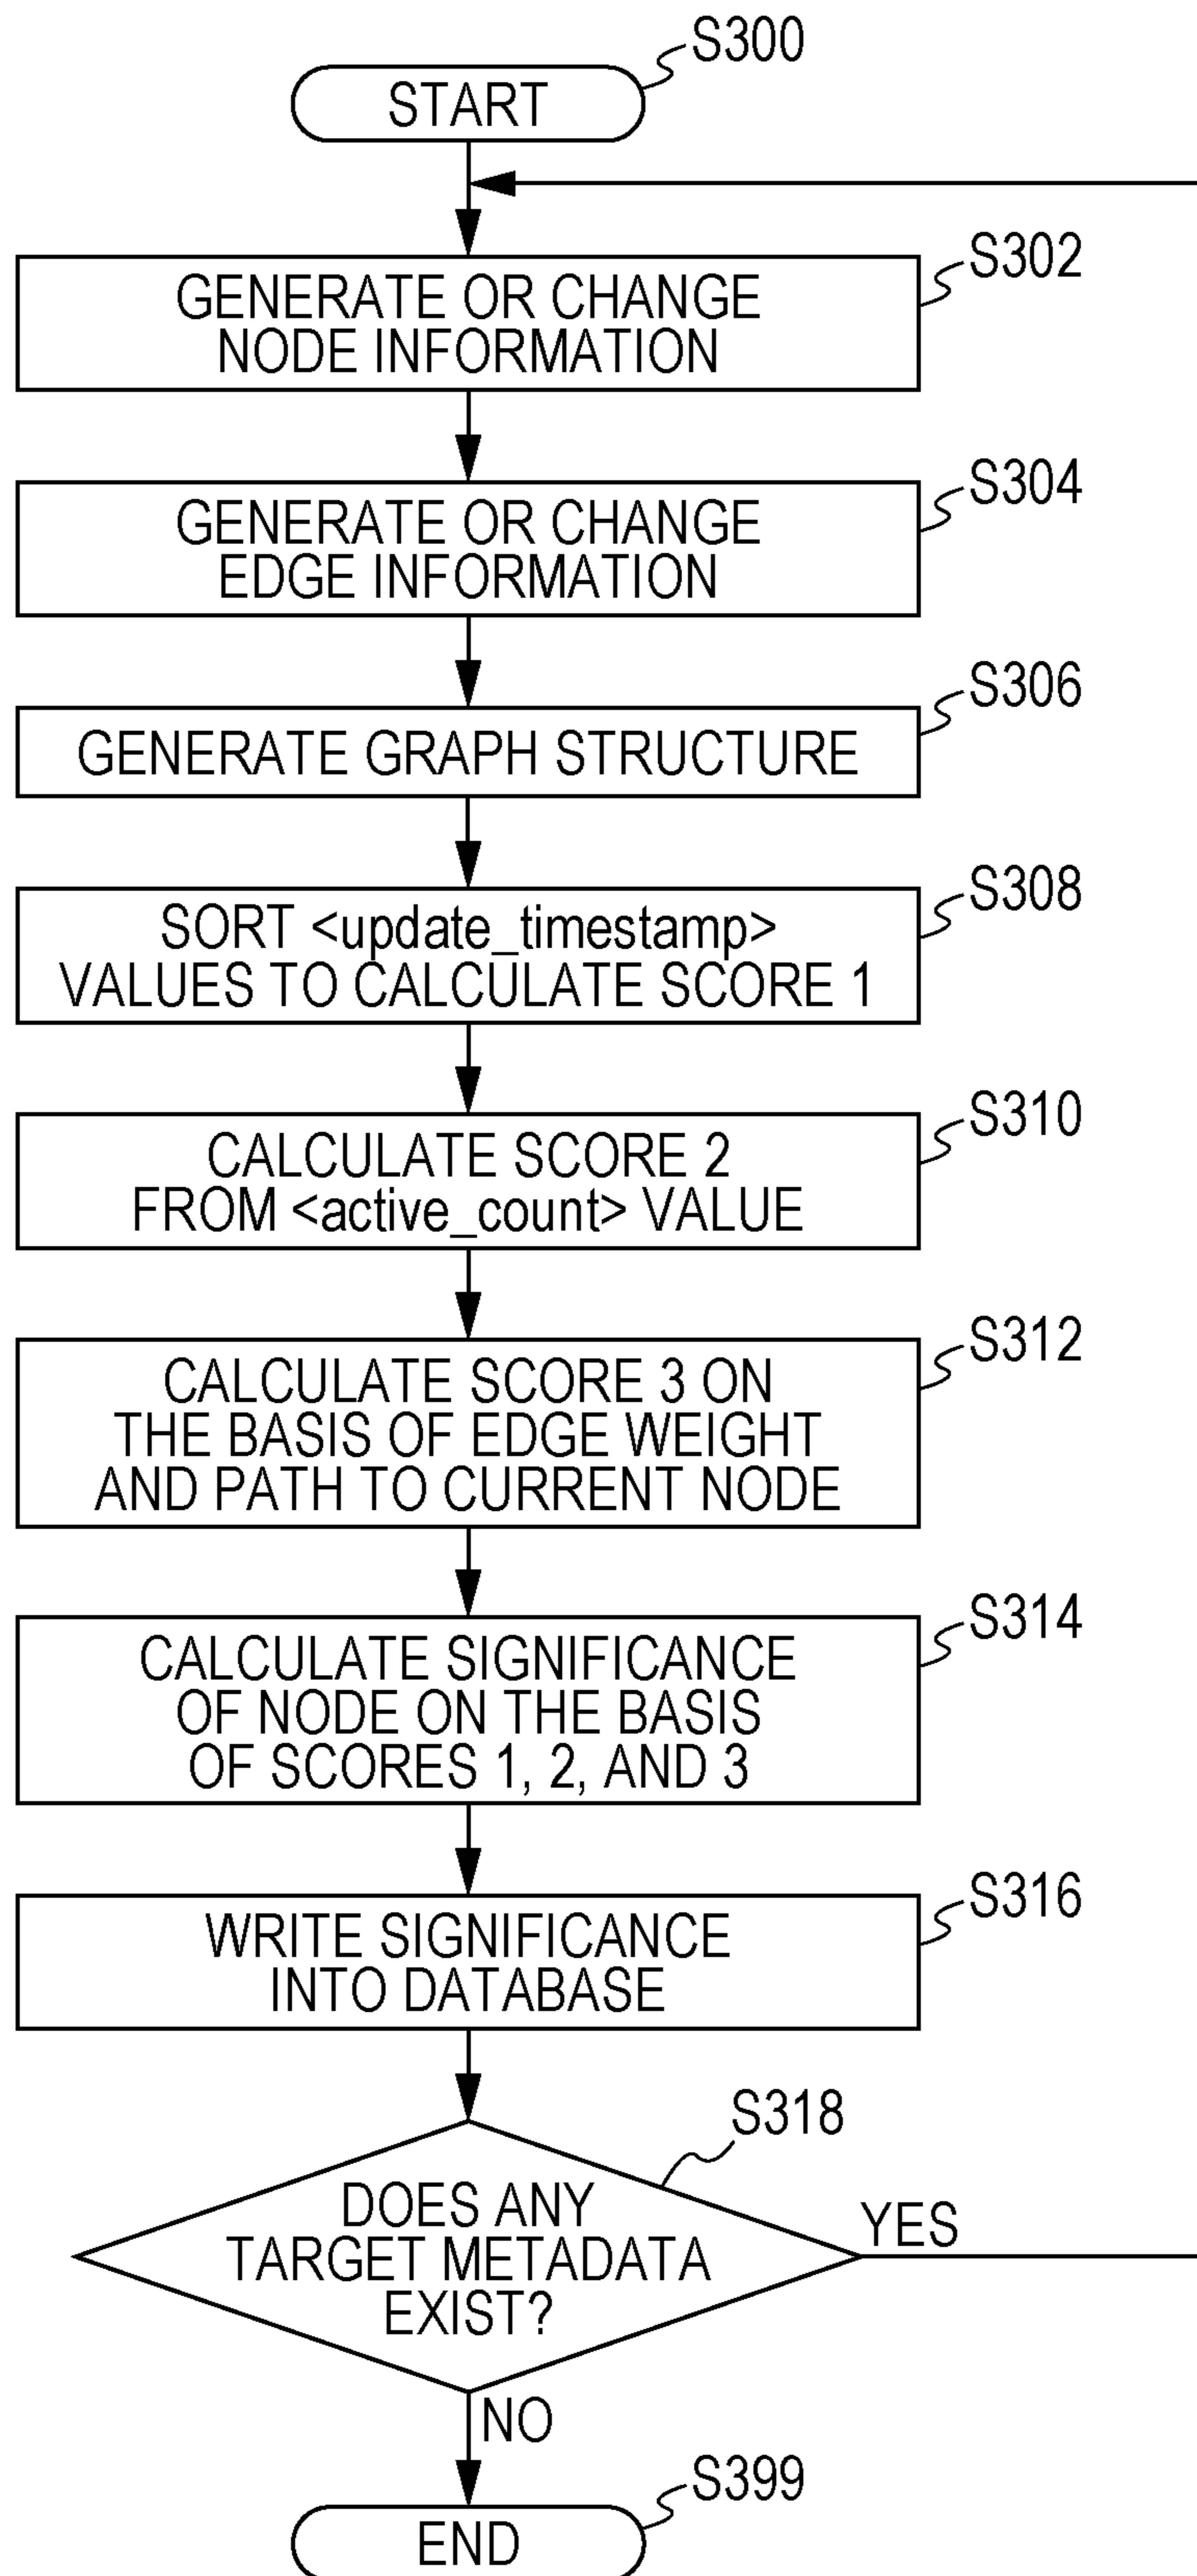 S300
START
S302
GENERATE OR CHANGE
NODE INFORMATION
S304
GENERATE OR CHANGE
EDGE INFORMATION
S306
GENERATE GRAPH STRUCTURE
S308
SORT <update_timestamp>
VALUES TO CALCULATE SCORE 1
S310
CALCULATE SCORE 2
FROM <active_count> VALUE
S312
CALCULATE SCORE 3 ON
THE BASIS OF EDGE WEIGHT
AND PATH TO CURRENT NODE
S314
CALCULATE SIGNIFICANCE
OF NODE ON THE BASIS
OF SCORES 1, 2, AND 3
S316
WRITE SIGNIFICANCE
INTO DATABASE
S318
DOES ANY
TARGET METADATA
EXIST?
YES
NO
S399
END